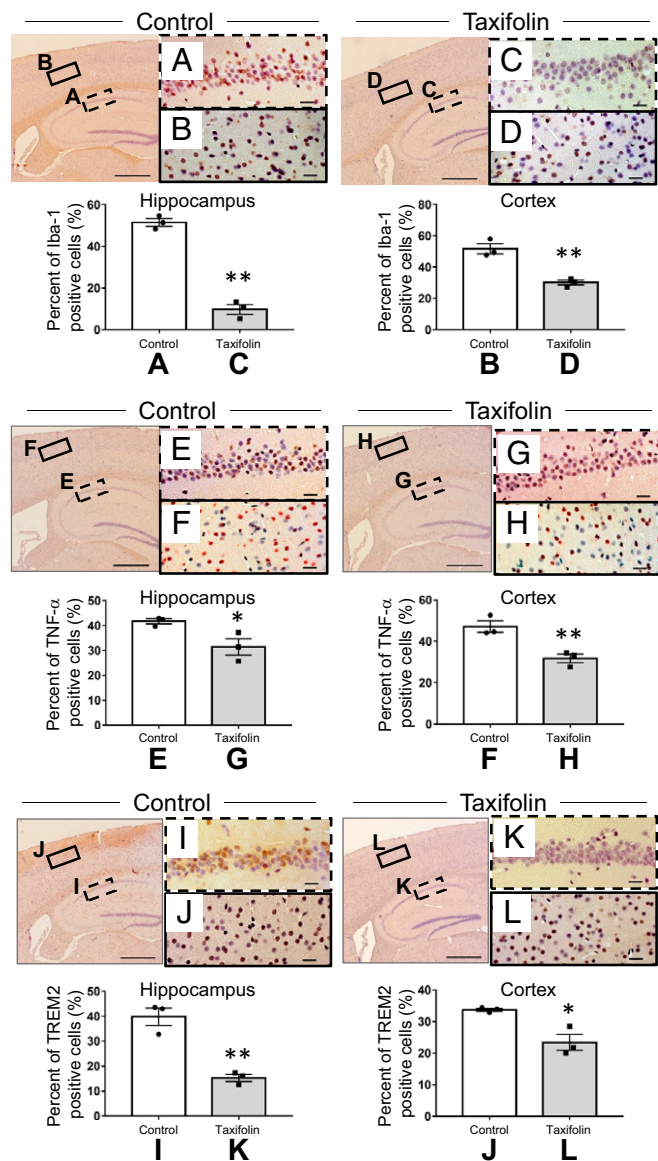 Control
Taxifolin
B
A
A
B
D
C
C
D
Hippocampus
Percent of Iba-1
positive cells (%)
60
40
20
0
**
Control
Taxifolin
A
C
Cortex
Percent of Iba-1
positive cells (%)
80
60
40
20
0
**
Control
Taxifolin
B
D
Control
Taxifolin
F
E
E
F
H
G
G
H
Hippocampus
Percent of TNF-α
positive cells (%)
50
40
30
20
10
0
*
Control
Taxifolin
E
G
Cortex
Percent of TNF-α
positive cells (%)
60
40
20
0
**
Control
Taxifolin
F
H
Control
Taxifolin
J
I
I
J
L
K
K
L
Hippocampus
Percent of TREM2
positive cells (%)
50
40
30
20
10
0
**
Control
Taxifolin
I
K
Cortex
Percent of TREM2
positive cells (%)
40
30
20
10
0
*
Control
Taxifolin
J
L